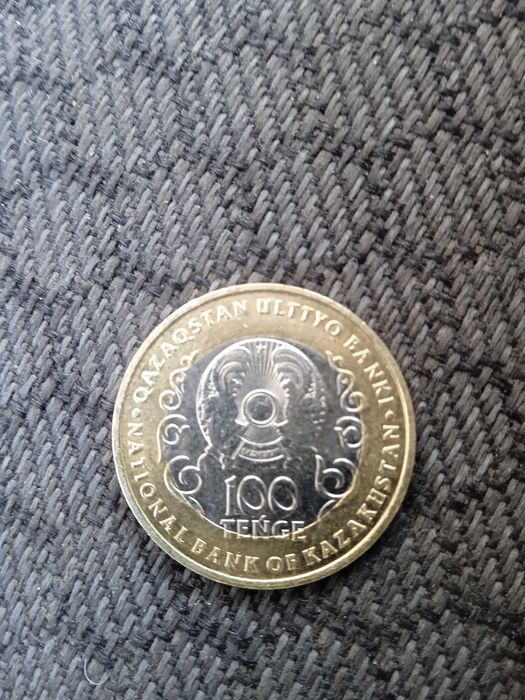 QAZAQSTAN ULTTYQ BANKI
100
TEŃGE
NATIONAL BANK OF KAZAKHSTAN